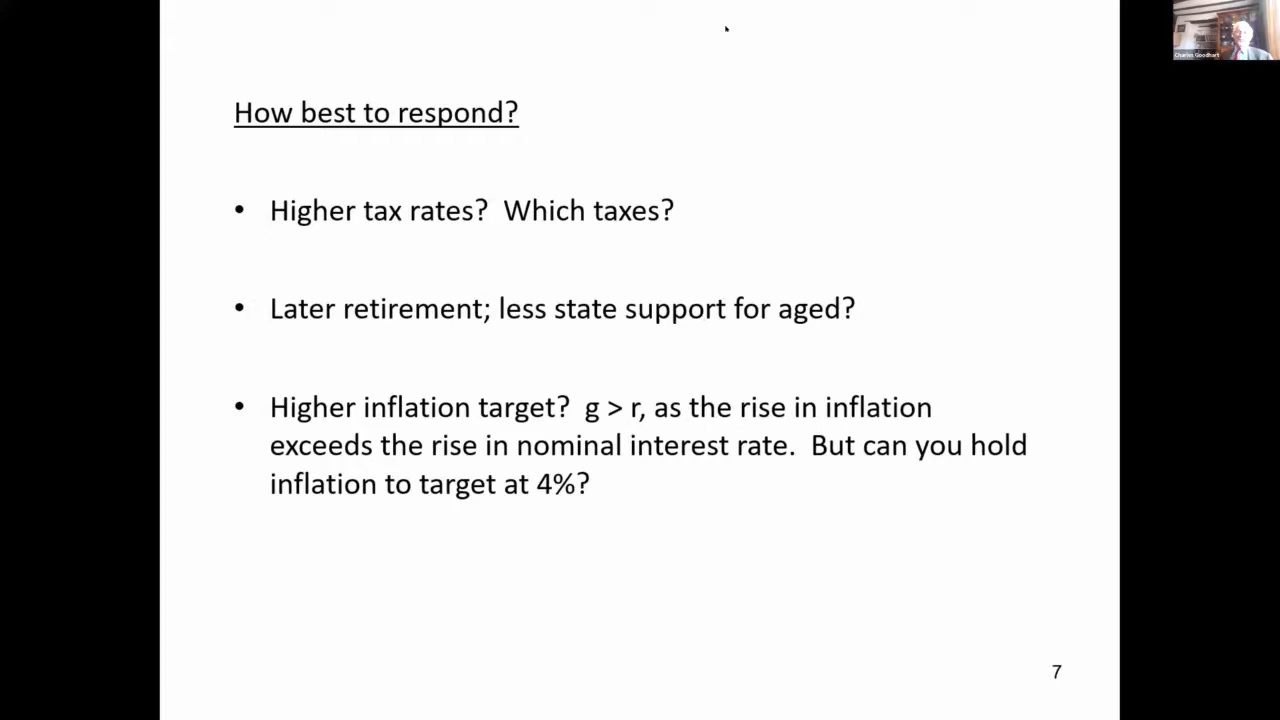 Charles Goodhart
How best to respond?
• Higher tax rates?  Which taxes?
• Later retirement; less state support for aged?
• Higher inflation target?  g > r, as the rise in inflation
exceeds the rise in nominal interest rate.  But can you hold
inflation to target at 4%?
7